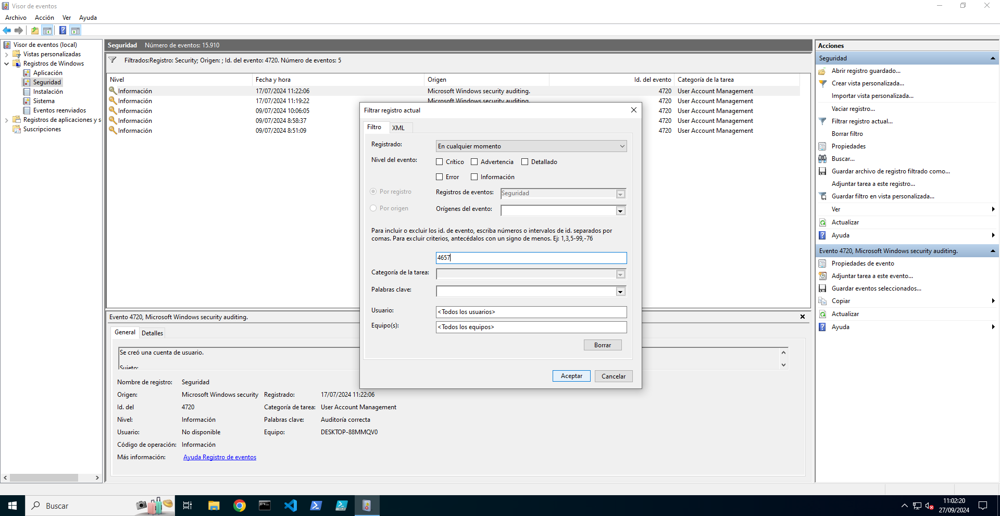 Visor de eventos
Archivo Acción Ver Ayuda
Visor de eventos (local)
Vistas personalizadas
Registros de Windows
Aplicación
Seguridad
Instalación
Sistema
Eventos reenviados
Registros de aplicaciones y s
Suscripciones
Seguridad Número de eventos: 15.910
Filtrados:Registro: Security; Origen: ; Id. del evento: 4720. Número de eventos: 5
Nivel Fecha y hora Origen Id. del evento Categoría de la tarea
Información 17/07/2024 11:22:06 Microsoft Windows security auditing. 4720 User Account Management
Información 17/07/2024 11:19:22 Microsoft Windows security auditing. 4720 User Account Management
Información 09/07/2024 10:06:05 4720 User Account Management
Información 09/07/2024 8:58:37 4720 User Account Management
Información 09/07/2024 8:51:09 4720 User Account Management
Filtrar registro actual
Filtro XML
Registrado: En cualquier momento
Nivel del evento: Crítico Advertencia Detallado
Error Información
Por registro Registros de eventos: Seguridad
Por origen Orígenes del evento:
Para incluir o excluir los id. de evento, escriba números o intervalos de id. separados por
comas. Para excluir criterios, antecédalos con un signo de menos. Ej: 1,3,5-99,-76
4657
Categoría de la tarea:
Palabras clave:
Usuario: <Todos los usuarios>
Equipo(s): <Todos los equipos>
Borrar
Aceptar Cancelar
Evento 4720, Microsoft Windows security auditing.
General Detalles
Se creó una cuenta de usuario.
Sujeto:
Nombre de registro: Seguridad
Origen: Microsoft Windows security Registrado: 17/07/2024 11:22:06
Id. del 4720 Categoría de tarea: User Account Management
Nivel: Información Palabras clave: Auditoría correcta
Usuario: No disponible Equipo: DESKTOP-88MMQV0
Código de operación: Información
Más información: Ayuda Registro de eventos
Acciones
Seguridad
Abrir registro guardado...
Crear vista personalizada...
Importar vista personalizada...
Vaciar registro...
Filtrar registro actual...
Borrar filtro
Propiedades
Buscar...
Guardar archivo de registro filtrado como...
Adjuntar tarea a este registro...
Guardar filtro en vista personalizada...
Ver
Actualizar
Ayuda
Evento 4720, Microsoft Windows security auditing.
Propiedades de evento
Adjuntar tarea a este evento...
Guardar eventos seleccionados...
Copiar
Actualizar
Ayuda
Buscar
11:02:20
27/09/2024